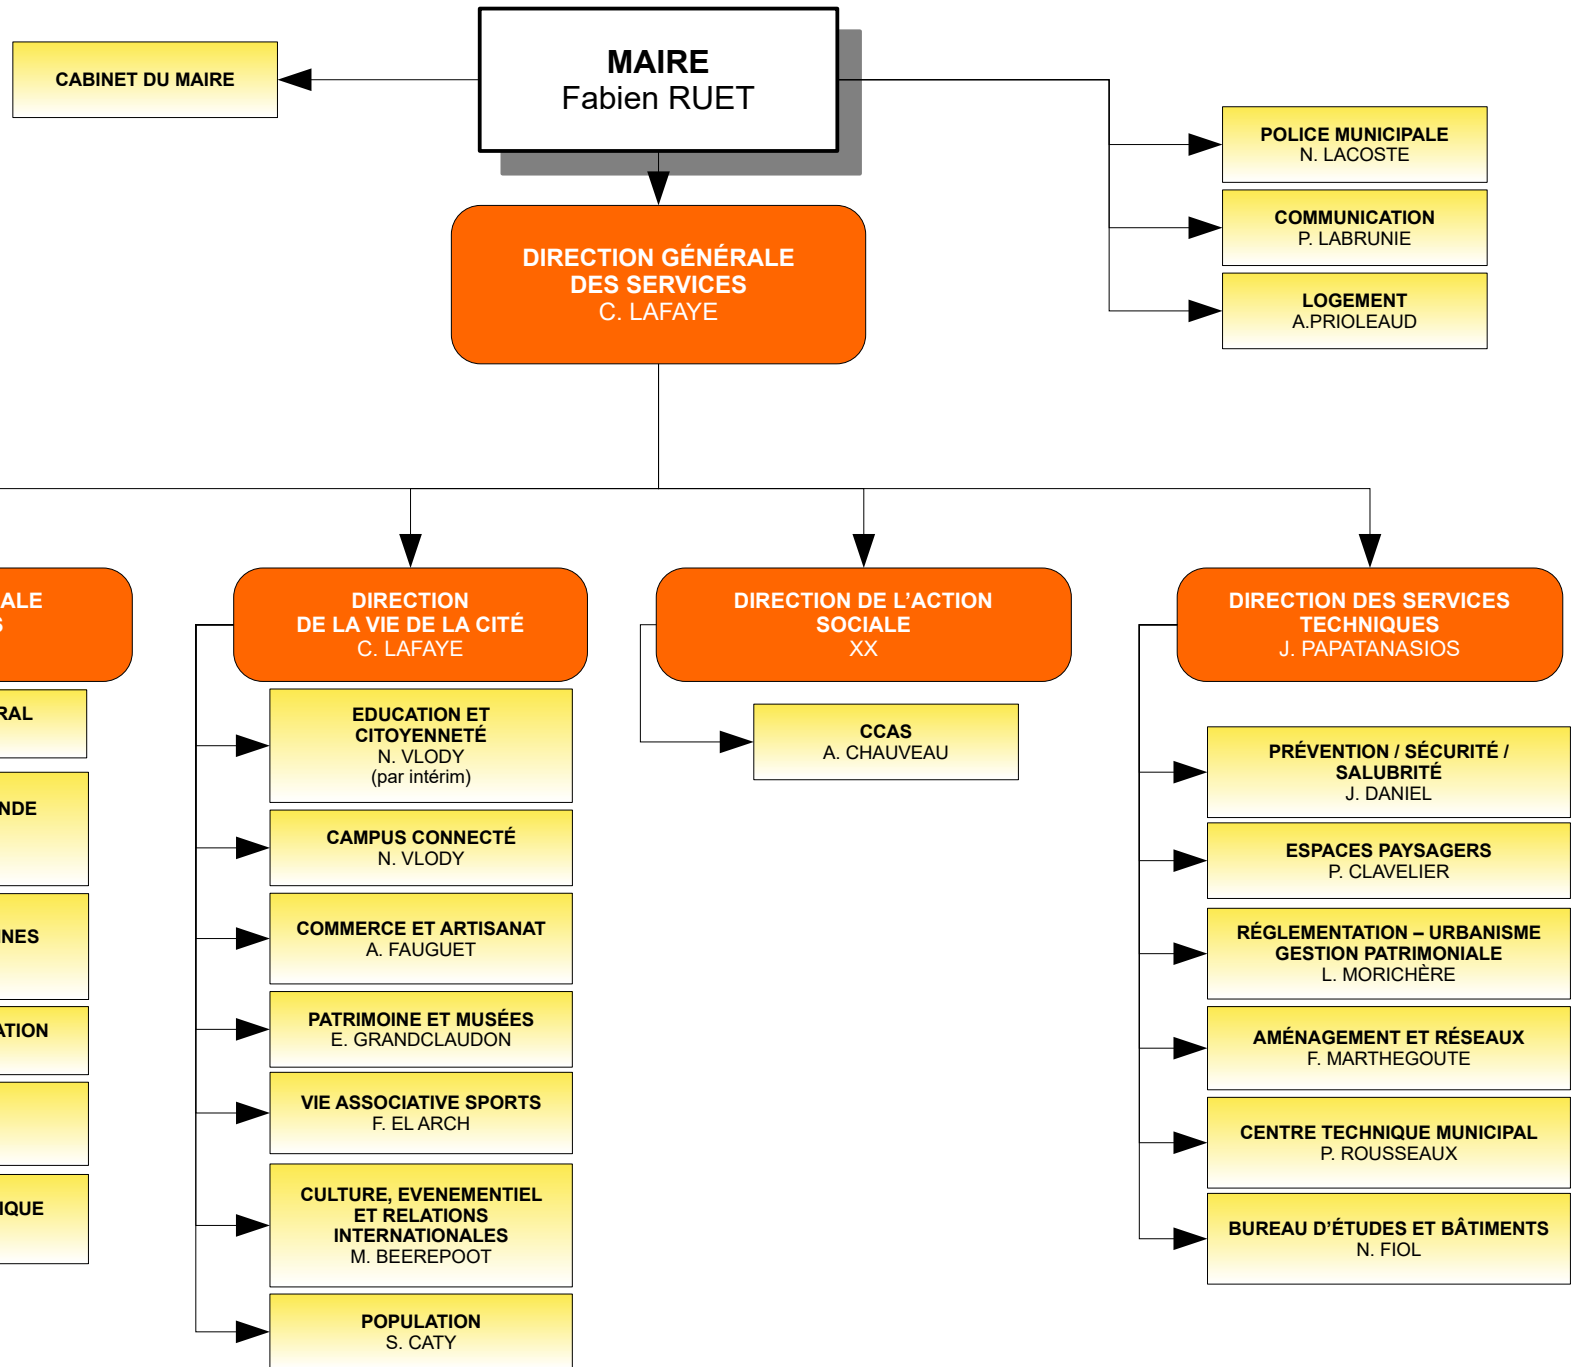 CABINET DU MAIRE
MAIRE
Fabien RUET
POLICE MUNICIPALE
N. LACOSTE
COMMUNICATION
P. LABRUNIE
LOGEMENT
A.PRIOLEAUD
DIRECTION GÉNÉRALE
DES SERVICES
C. LAFAYE
DIRECTION
DE LA VIE DE LA CITÉ
C. LAFAYE
EDUCATION ET
CITOYENNETÉ
N. VLODY
(par intérim)
CAMPUS CONNECTÉ
N. VLODY
COMMERCE ET ARTISANAT
A. FAUGUET
PATRIMOINE ET MUSÉES
E. GRANDCLAUDON
VIE ASSOCIATIVE SPORTS
F. EL ARCH
CULTURE, EVENEMENTIEL
ET RELATIONS
INTERNATIONALES
M. BEEREPOOT
POPULATION
S. CATY
DIRECTION DE L’ACTION
SOCIALE
XX
CCAS
A. CHAUVEAU
DIRECTION DES SERVICES
TECHNIQUES
J. PAPATANASIOS
PRÉVENTION / SÉCURITÉ /
SALUBRITÉ
J. DANIEL
ESPACES PAYSAGERS
P. CLAVELIER
RÉGLEMENTATION – URBANISME
GESTION PATRIMONIALE
L. MORICHÈRE
AMÉNAGEMENT ET RÉSEAUX
F. MARTHEGOUTE
CENTRE TECHNIQUE MUNICIPAL
P. ROUSSEAUX
BUREAU D’ÉTUDES ET BÂTIMENTS
N. FIOL